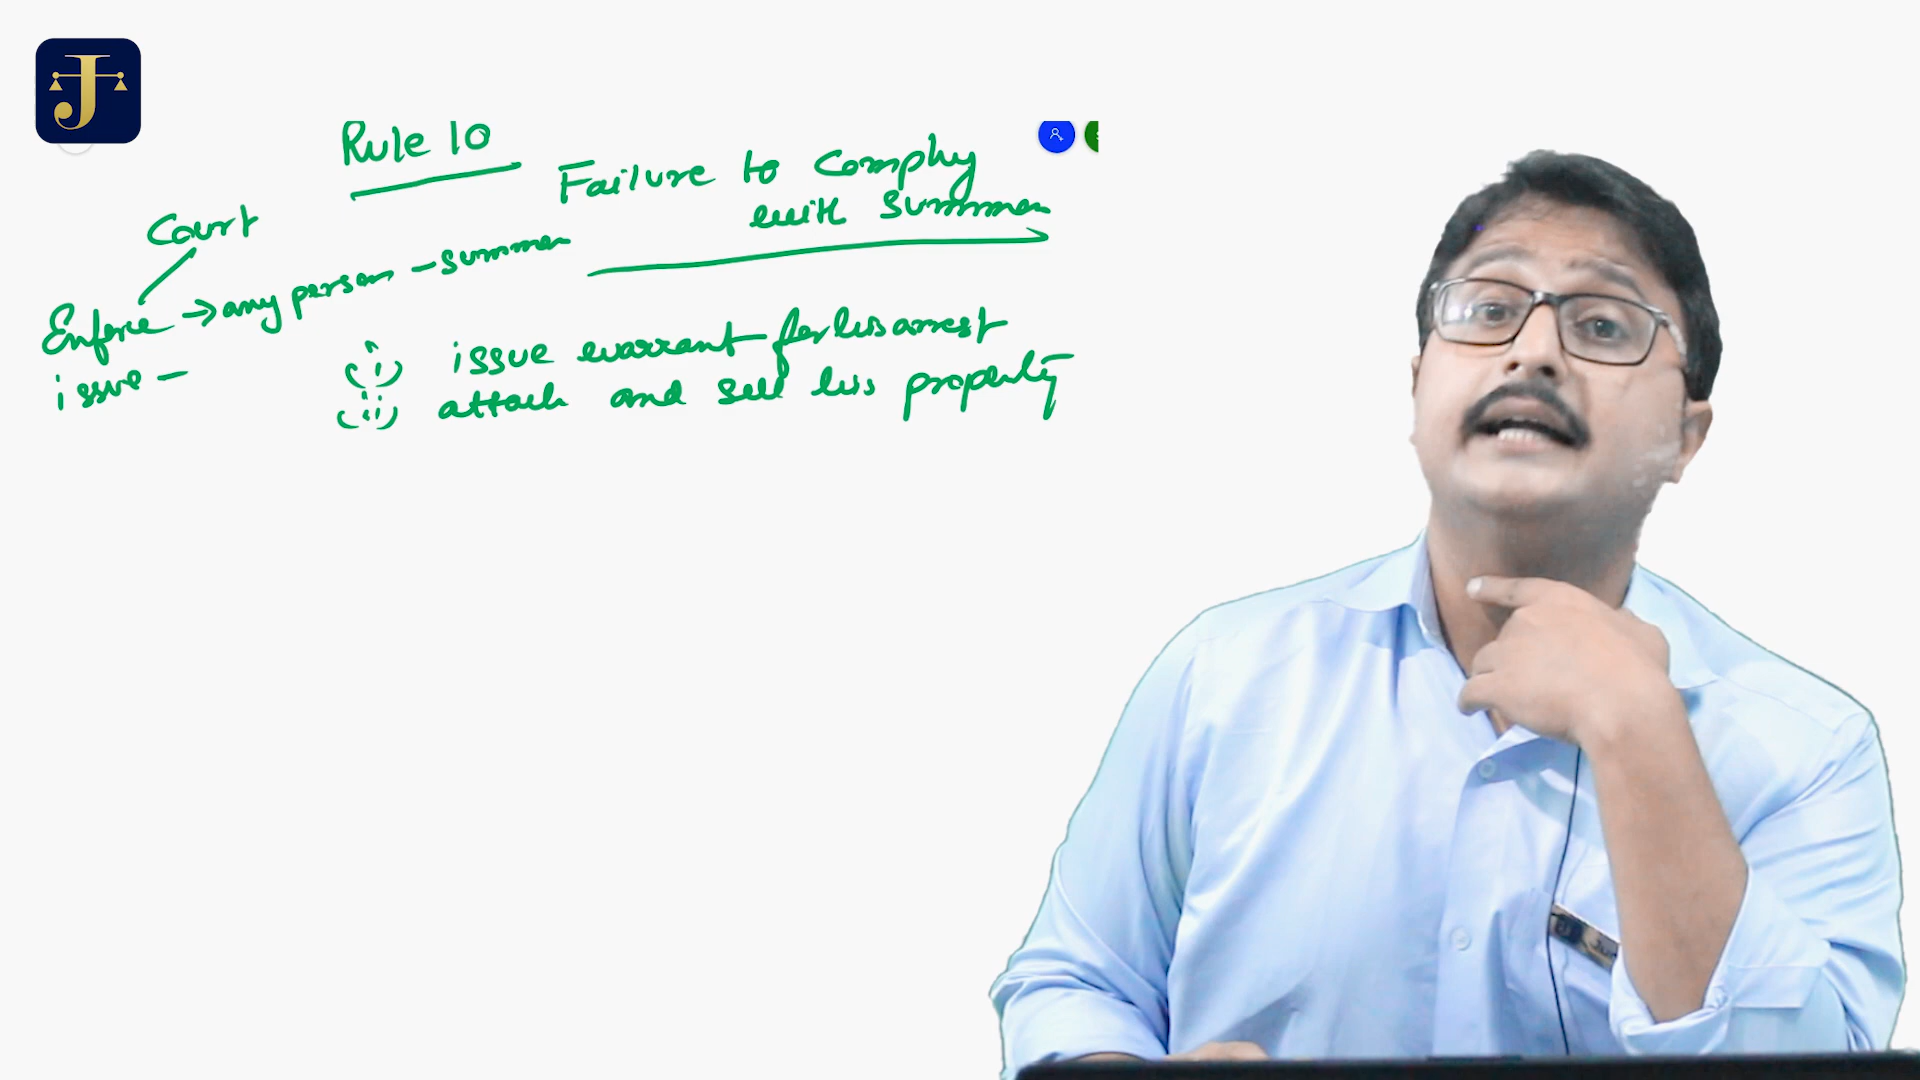 Rule 10
Failure to comply
with summon
Court
Enforce → any person - summon
issue -
(i) issue warrant for his arrest
(ii) attach and sell his property
J